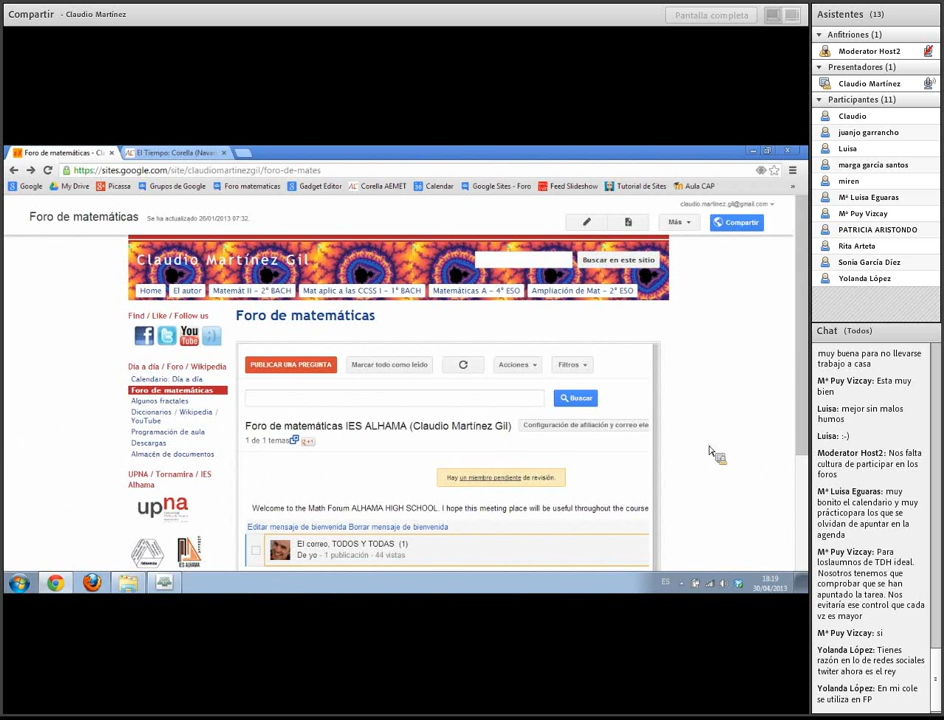 Compartir - Claudio Martínez
Pantalla completa
Foro de matemáticas - Cl
El Tiempo: Corella (Navar
https://sites.google.com/site/claudiomartinezgil/foro-de-mates
Google
My Drive
Picassa
Grupos de Google
Foro matematicas
Gadget Editor
Corella AEMET
Calendar
Google Sites - Foro
Feed Slideshow
Tutorial de Sites
Aula CAP
»
claudio.martinez.gil@gmail.com
Foro de matemáticas
Se ha actualizado 26/01/2013 07:32.
Más
Compartir
Claudio Martínez Gil
Buscar en este sitio
Home
El autor
Matemát II - 2º BACH
Mat aplic a las CCSS I - 1º BACH
Matemáticas A - 4º ESO
Ampliación de Mat - 2º ESO
Find / Like / Follow us
You
Tube
Día a día / Foro / Wikipedia
Calendario: Día a día
Foro de matemáticas
Algunos fractales
Diccionarios / Wikipedia /
YouTube
Programación de aula
Descargas
Almacén de documentos
UPNA / Tornamira / IES
Alhama
upna
Foro de matemáticas
PUBLICAR UNA PREGUNTA
Marcar todo como leído
Acciones
Filtros
Buscar
Foro de matemáticas IES ALHAMA (Claudio Martínez Gil)
Configuración de afiliación y correo ele
1 de 1 temas
g+1
Hay un miembro pendiente de revisión.
Welcome to the Math Forum ALHAMA HIGH SCHOOL. I hope this meeting place will be useful throughout the course
Editar mensaje de bienvenida Borrar mensaje de bienvenida
El correo, TODOS Y TODAS (1)
De yo - 1 publicación - 44 vistas
ES
18:19
30/04/2013
Asistentes (13)
Anfitriones (1)
Moderator Host2
Presentadores (1)
Claudio Martínez
Participantes (11)
Claudio
juanjo garrancho
Luisa
marga garcía santos
miren
Mª Luisa Eguaras
Mª Puy Vizcay
PATRICIA ARISTONDO
Rita Arteta
Sonia García Díez
Yolanda López
Chat (Todos)
muy buena para no llevarse
trabajo a casa
Mª Puy Vizcay: Esta muy
bien
Luisa: mejor sin malos
humos
Luisa: :-)
Moderator Host2: Nos falta
cultura de participar en los
foros
Mª Luisa Eguaras: muy
bonito el calendario y muy
prácticopara los que se
olvidan de apuntar en la
agenda
Mª Puy Vizcay: Para
loslaumnos de TDH ideal.
Nosotros tenemos que
comprobar que se han
apuntado la tarea. Nos
evitaría ese control que cada
vz es mayor
Mª Puy Vizcay: si
Yolanda López: Tienes
razón en lo de redes sociales
twiter ahora es el rey
Yolanda López: En mi cole
se utiliza en FP